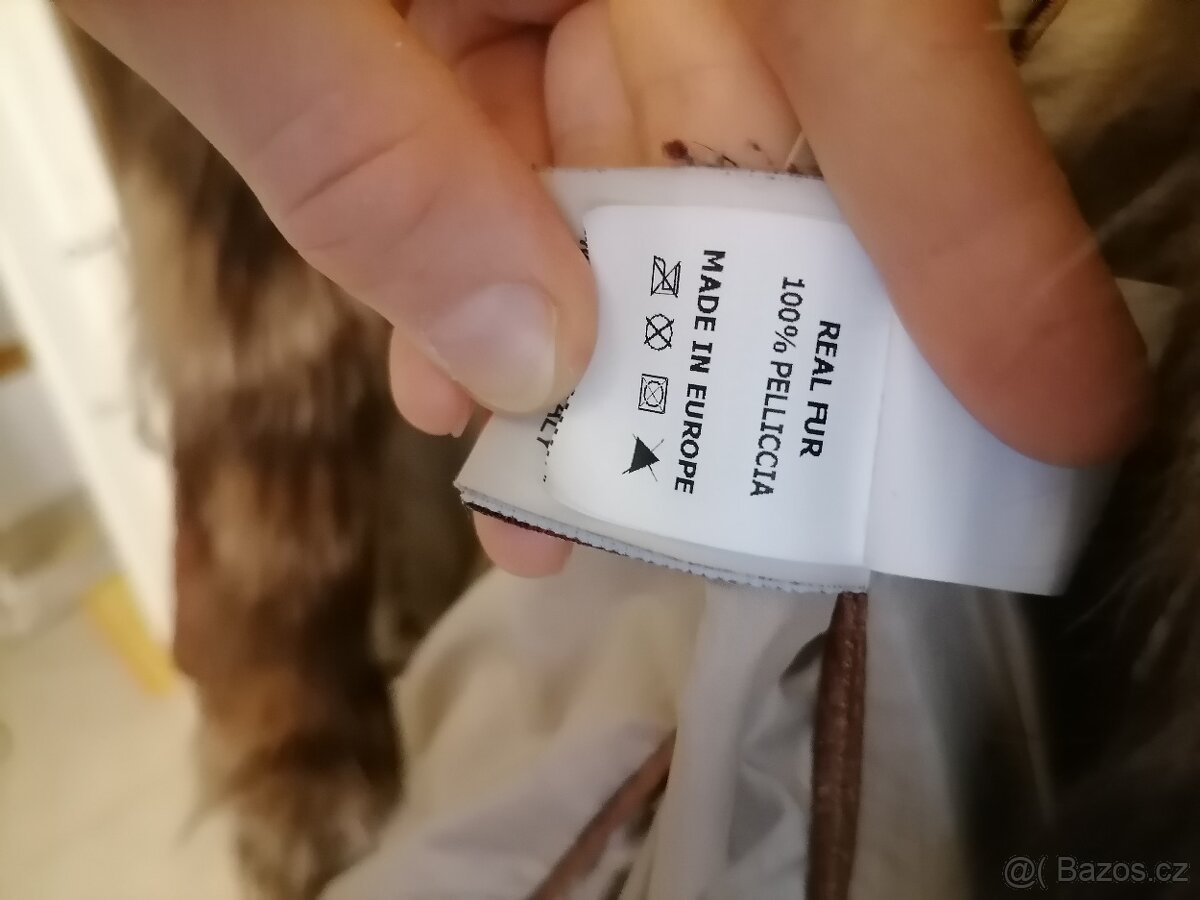 REAL FUR
100% PELLICCIA
MADE IN EUROPE
@( Bazos.cz